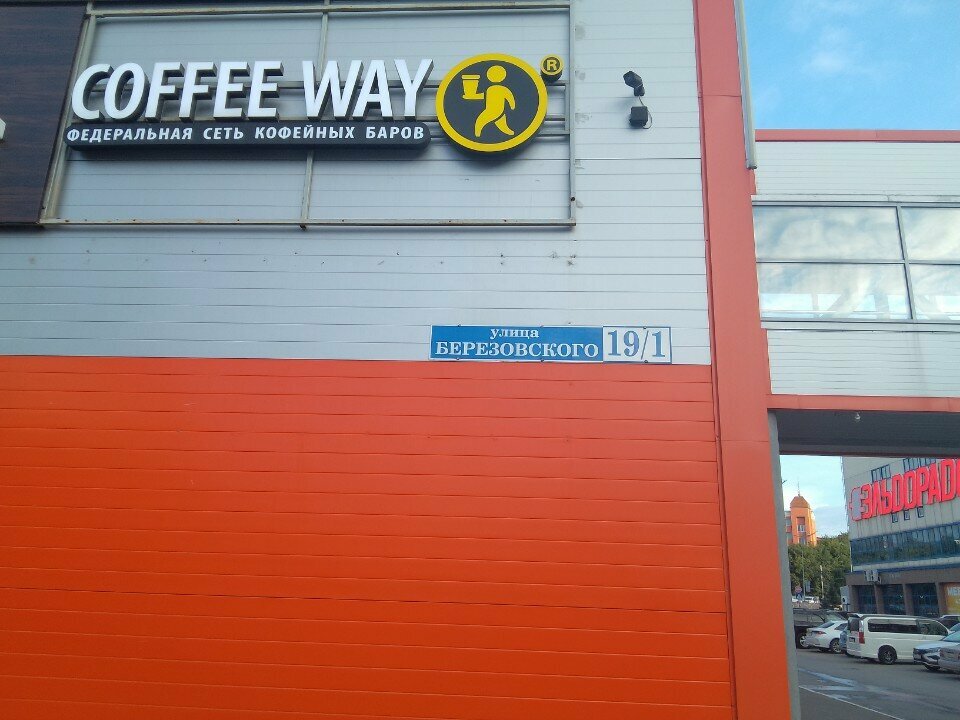 COFFEE WAY ®
ФЕДЕРАЛЬНАЯ СЕТЬ КОФЕЙНЫХ БАРОВ
улица
БЕРЕЗОВСКОГО 19/1
ЭЛЬДОРАДО